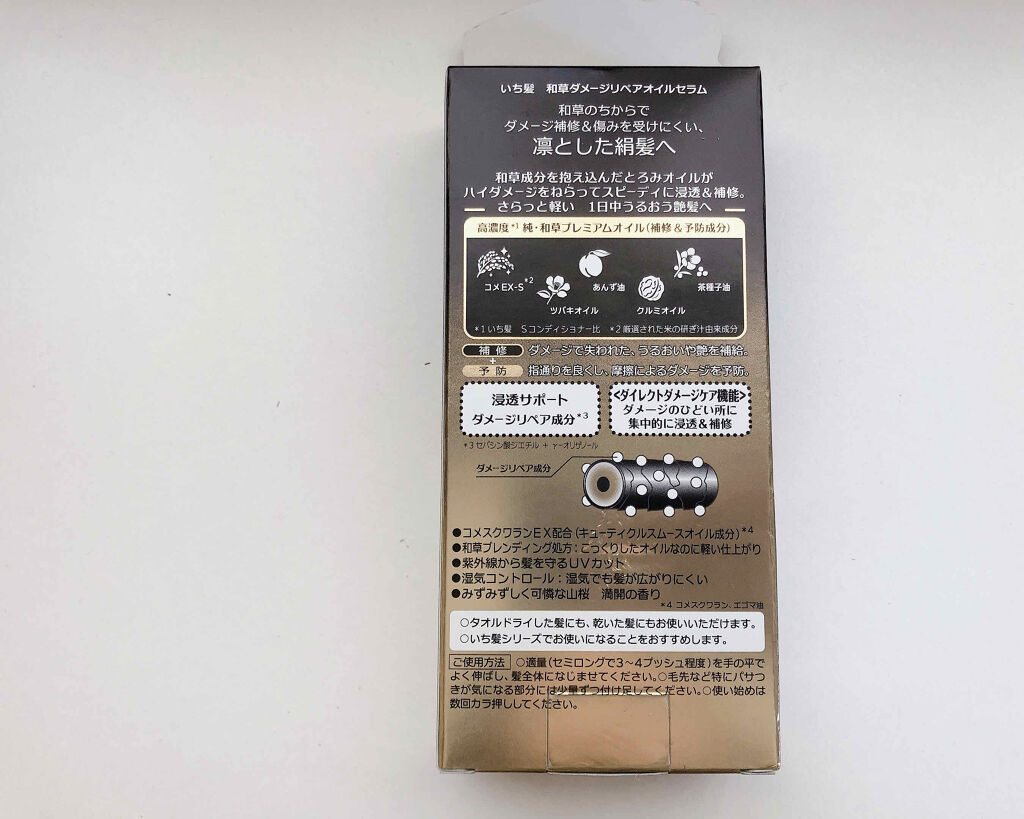 いち髪 和草ダメージリペアオイルセラム
和草のちからで
ダメージ補修&傷みを受けにくい、
凛とした絹髪へ
和草成分を抱え込んだとろみオイルが
ハイダメージをねらってスピーディに浸透&補修。
さらっと軽い 1日中うるおう艶髪へ
高濃度*1 純・和草プレミアムオイル(補修&予防成分)
コメEX-S*2
ツバキオイル
あんず油
クルミオイル
茶種子油
*1 いち髪 Sコンディショナー比 *2 厳選された米の研ぎ汁由来成分
補修 ダメージで失われた、うるおいや艶を補給。
+
予防 指通りを良くし、摩擦によるダメージを予防。
浸透サポート
ダメージリペア成分*3
<ダイレクトダメージケア機能>
ダメージのひどい所に
集中的に浸透&補修
*3 セバシン酸ジエチル + γ-オリザノール
ダメージリペア成分
●コメスクワランEX配合(キューティクルスムースオイル成分)*4
●和草ブレンディング処方:こっくりしたオイルなのに軽い仕上がり
●紫外線から髪を守るUVカット
●湿気コントロール:湿気でも髪が広がりにくい
●みずみずしく可憐な山桜 満開の香り
*4 コメスクワラン、エゴマ油
○タオルドライした髪にも、乾いた髪にもお使いいただけます。
○いち髪シリーズでお使いになることをおすすめします。
ご使用方法 ○適量(セミロングで3~4プッシュ程度)を手の平で
よく伸ばし、髪全体になじませてください。○毛先など特にパサつ
きが気になる部分には少量ずつ付け足してください。○使い始めは
数回カラ押ししてください。